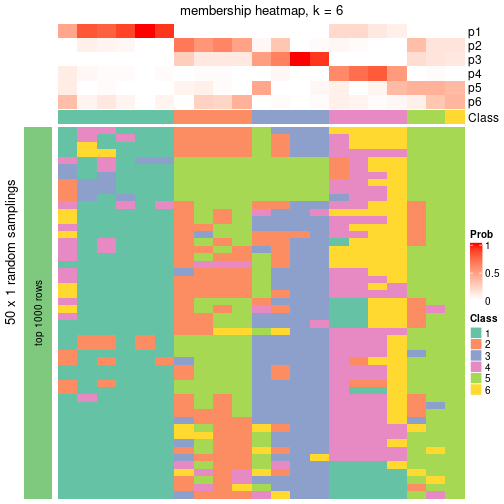 membership heatmap, k = 6
p1
p2
p3
p4
p5
p6
Class
50 x 1 random samplings
top 1000 rows
Prob
1
0.5
0
Class
1
2
3
4
5
6